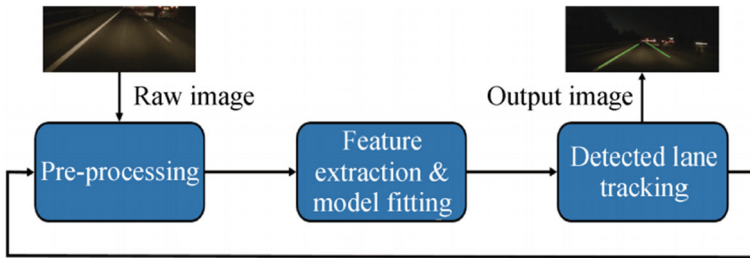 Raw image
Output image
Pre-processing
Feature
extraction &
model fitting
Detected lane
tracking